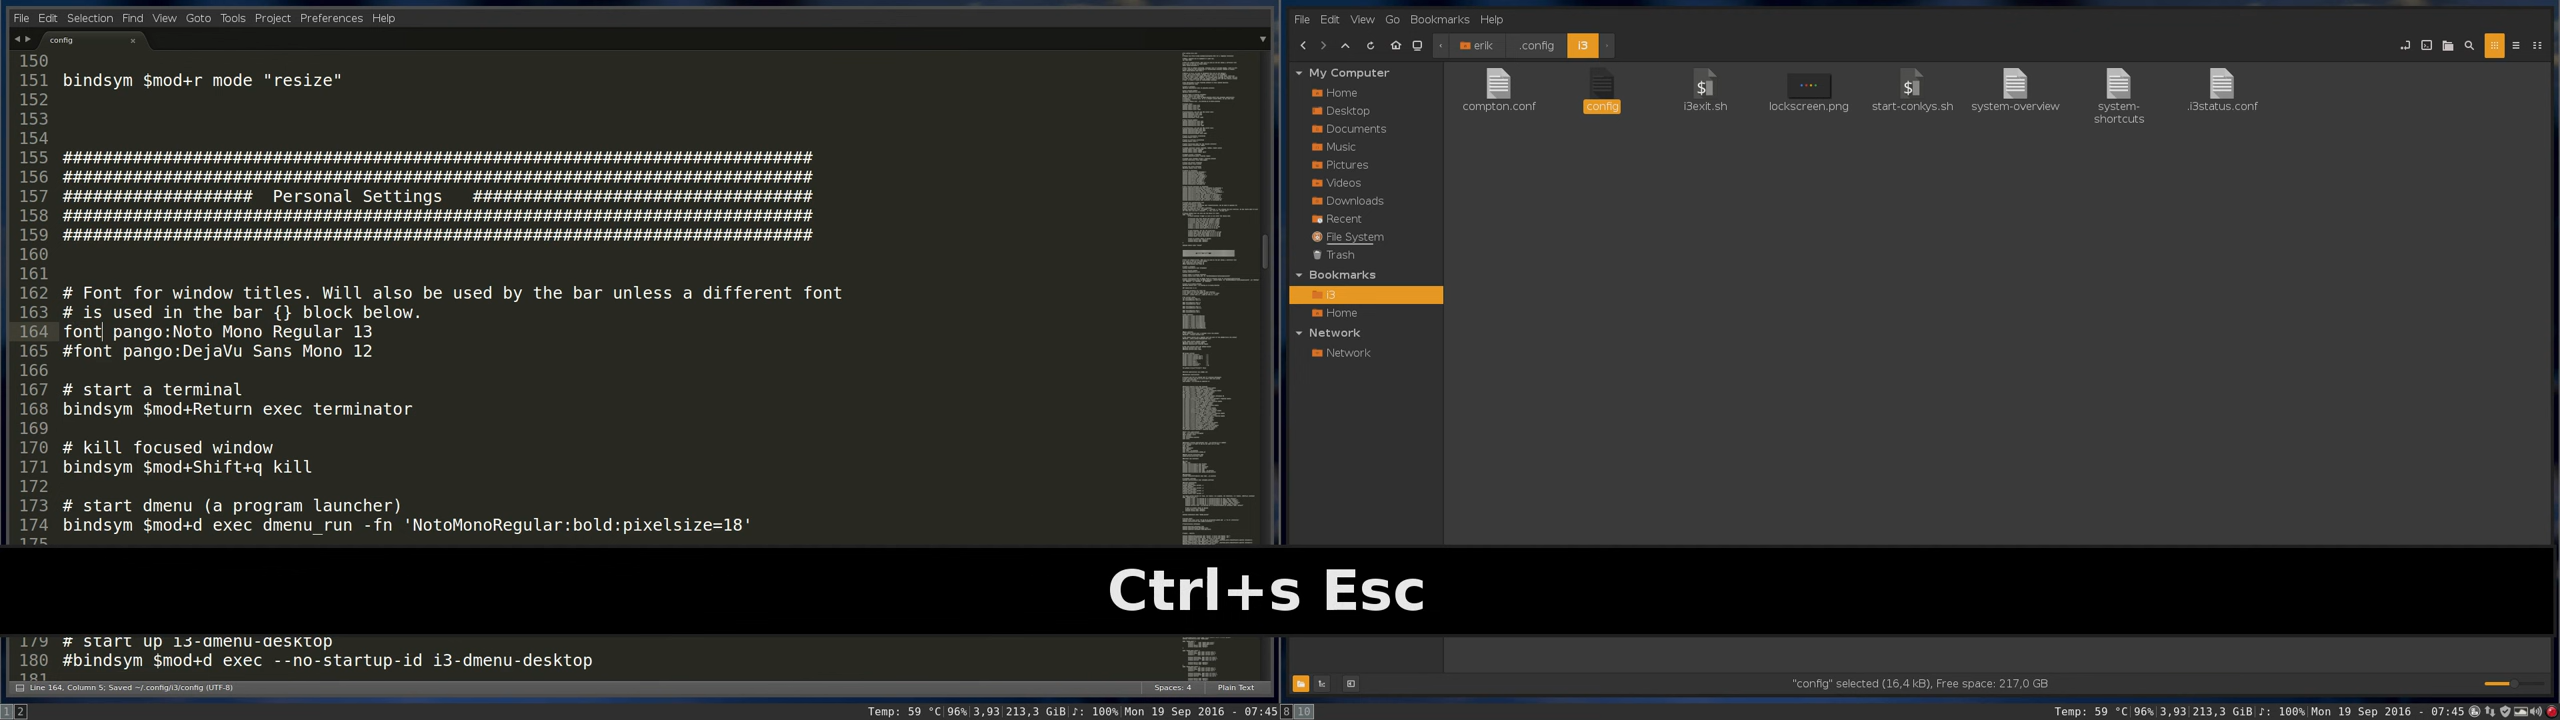 File Edit Selection Find View Goto Tools Project Preferences Help
config ×
150
151 bindsym $mod+r mode "resize"
152
153
154
155 ###########################################################################
156 ###########################################################################
157 ################### Personal Settings ##################################
158 ###########################################################################
159 ###########################################################################
160
161
162 # Font for window titles. Will also be used by the bar unless a different font
163 # is used in the bar {} block below.
164 font pango:Noto Mono Regular 13
165 #font pango:DejaVu Sans Mono 12
166
167 # start a terminal
168 bindsym $mod+Return exec terminator
169
170 # kill focused window
171 bindsym $mod+Shift+q kill
172
173 # start dmenu (a program launcher)
174 bindsym $mod+d exec dmenu_run -fn 'NotoMonoRegular:bold:pixelsize=18'
175
Ctrl+s Esc
179 # start up i3-dmenu-desktop
180 #bindsym $mod+d exec --no-startup-id i3-dmenu-desktop
181
Line 164, Column 5; Saved ~/.config/i3/config (UTF-8) Spaces: 4 Plain Text
1 2 Temp: 59 °C 96% 3,93 213,3 GiB ♪: 100% Mon 19 Sep 2016 - 07:45
File Edit View Go Bookmarks Help
erik .config i3
My Computer
Home
Desktop
Documents
Music
Pictures
Videos
Downloads
Recent
File System
Trash
Bookmarks
i3
Home
Network
Network
compton.conf config i3exit.sh lockscreen.png start-conkys.sh system-overview system-shortcuts .i3status.conf
"config" selected (16,4 kB), Free space: 217,0 GB
8 10 Temp: 59 °C 96% 3,93 213,3 GiB ♪: 100% Mon 19 Sep 2016 - 07:45